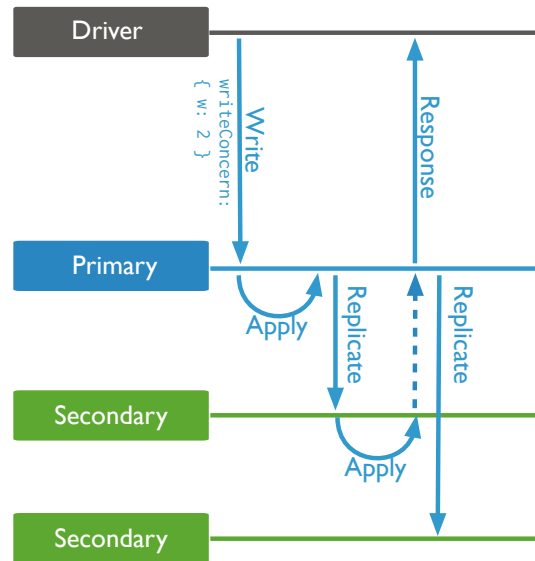 Driver
Write
writeConcern:
{ w: 2 }
Response
Primary
Apply
Replicate
Replicate
Secondary
Apply
Secondary